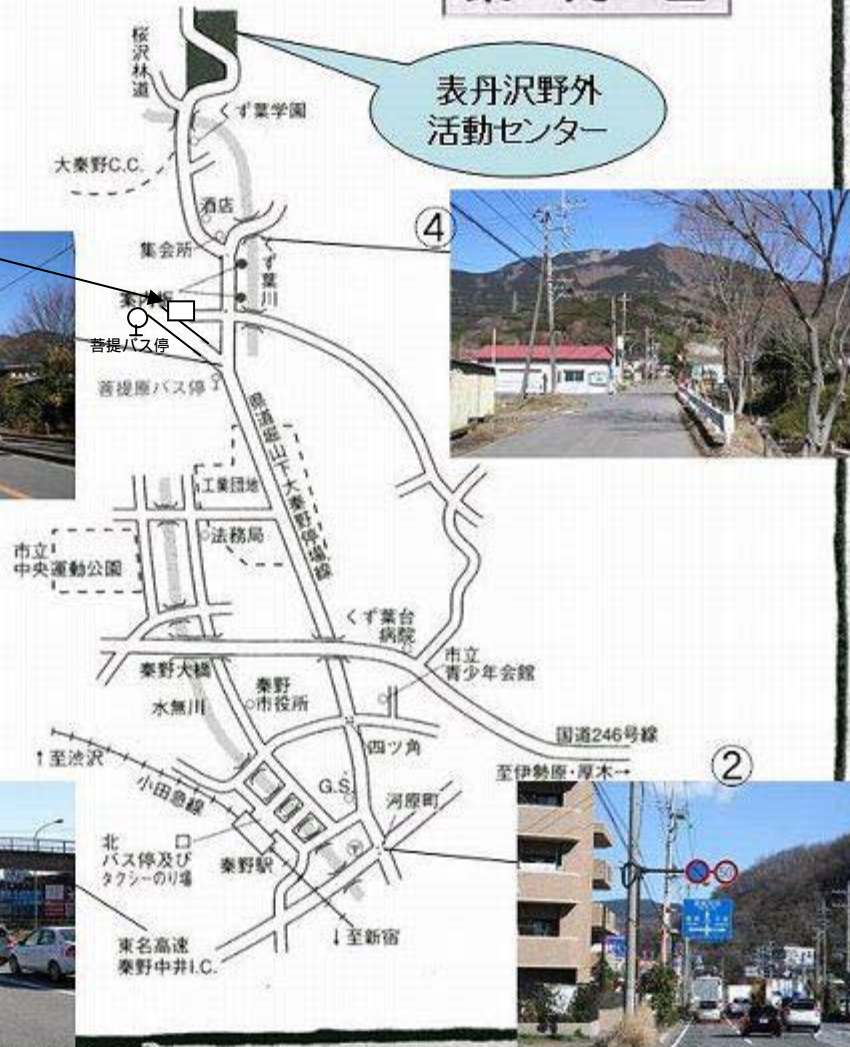 桜沢林道
表丹沢野外
活動センター
くず葉学園
大秦野C.C.
酒店
④
集会所
くず葉川
菩提バス停
菩提原バス停
県道堀山下大秦野停車場線
工業団地
法務局
市立
中央運動公園
くず葉台
病院
市立
青少年会館
秦野大橋
秦野
市役所
水無川
国道246号線
四ツ角
↑至渋沢
至伊勢原・厚木→
②
小田急線
G.S.
河原町
北
バス停及び
タクシーのり場
秦野駅
↓至新宿
東名高速
秦野中井I.C.